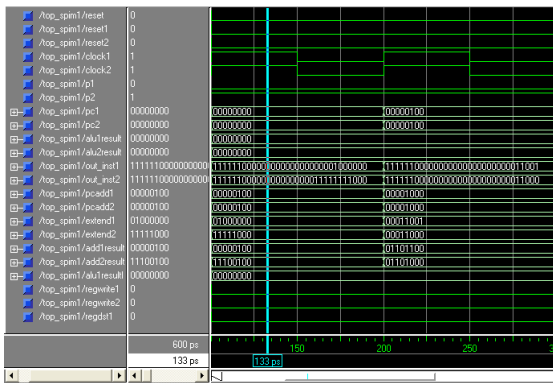 /top_spim1/reset 0
/top_spim1/reset1 0
/top_spim1/reset2 0
/top_spim1/clock1 1
/top_spim1/clock2 1
/top_spim1/p1 0
/top_spim1/p2 1
/top_spim1/pc1 00000000 00000000 00000100
/top_spim1/pc2 00000000 00000000 00000100
/top_spim1/alu1result 00000000 00000000
/top_spim1/alu2result 00000000 00000000
/top_spim1/out_inst1
/top_spim1/out_inst2
/top_spim1/pcadd1 00000100 00000100 00001000
/top_spim1/pcadd2 00000100 00000100 00001000
/top_spim1/extend1 01000000 01000000 00011001
/top_spim1/extend2 11111000 11111000 00011000
/top_spim1/add1result 00000100 00000100 01101100
/top_spim1/add2result 11100100 11100100 01101000
/top_spim1/alu1resultl 00000000 00000000
/top_spim1/regwrite1 0
/top_spim1/regwrite2 0
/top_spim1/regdst1 0
600 ps 150 200 250
133 ps 133 ps